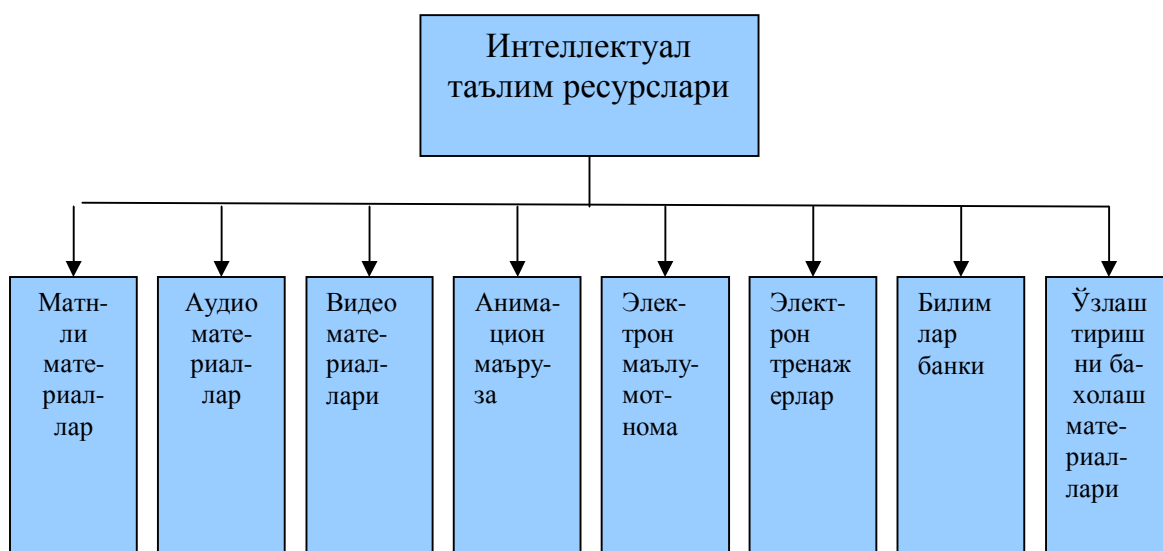 Интеллектуал
таълим ресурслари
Матн-
ли
мате-
риал-
лар
Аудио
мате-
риал-
лар
Видео
мате-
риал-
лари
Анима-
цион
маъру-
за
Элек-
трон
маълу-
мот-
нома
Элект-
рон
тренаж
ерлар
Билим
лар
банки
Ўзлаш
тириш
ни ба-
холаш
мате-
риал-
лари